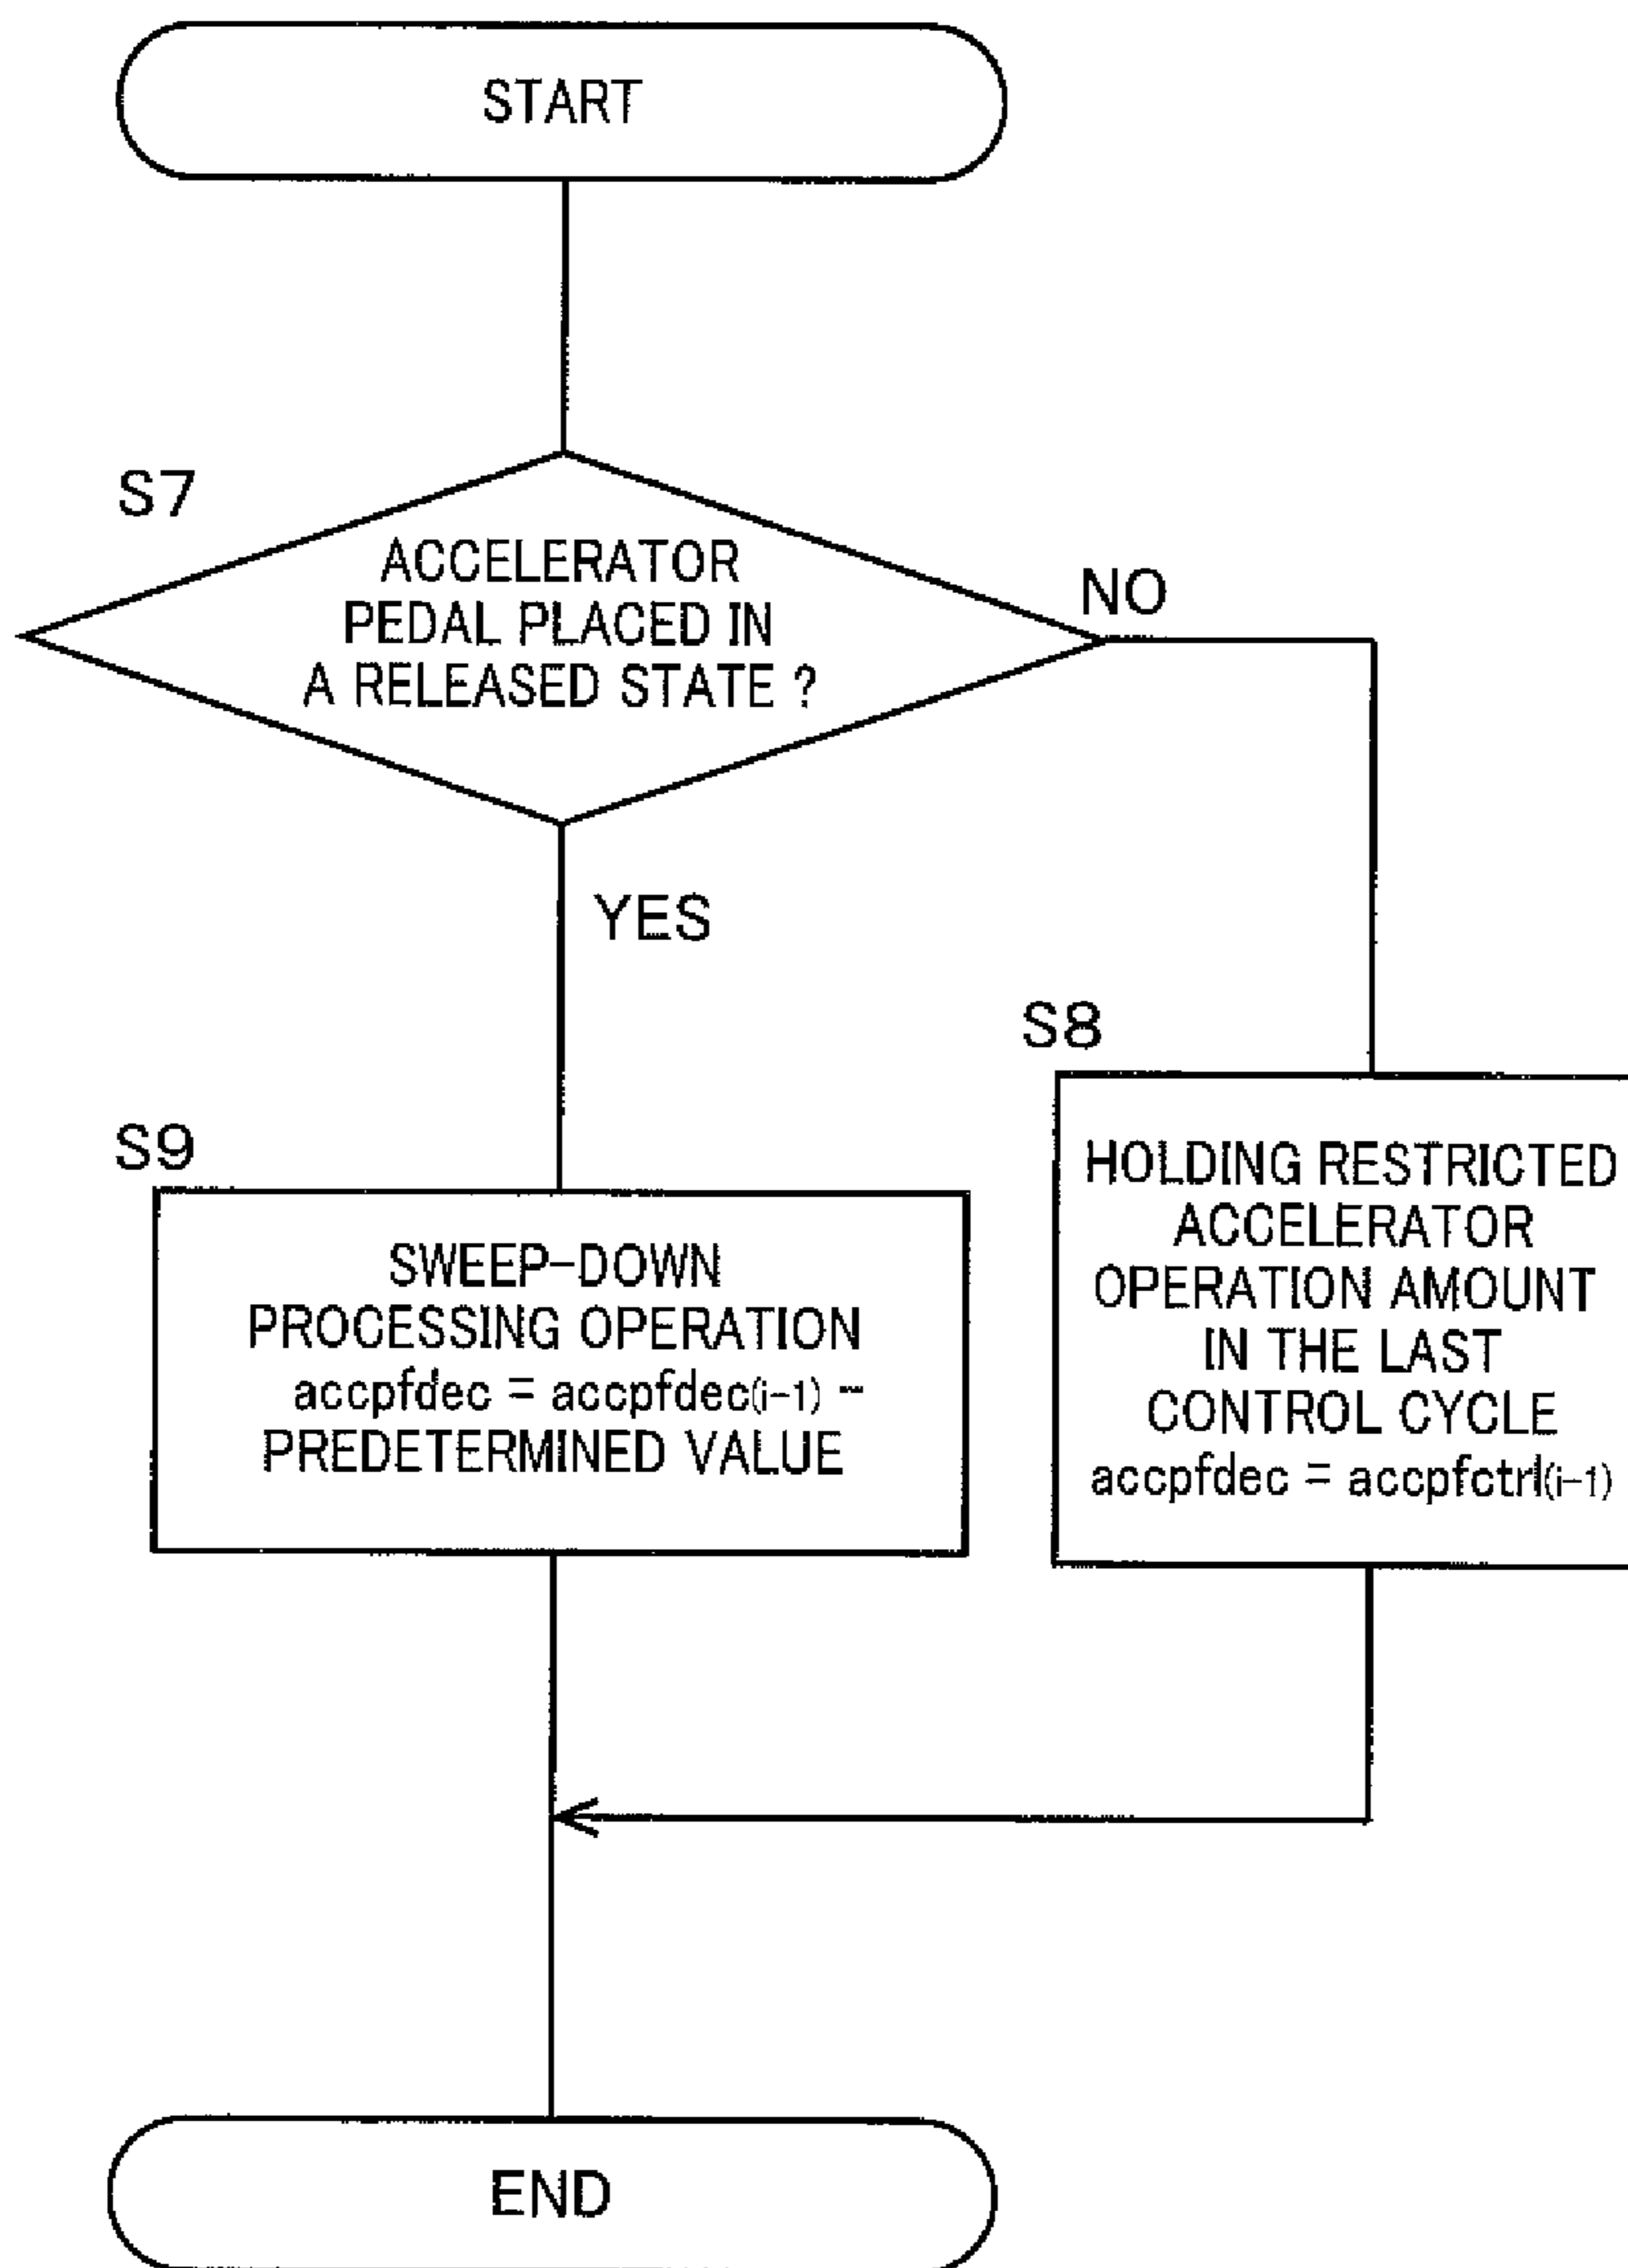 START
S7
ACCELERATOR
PEDAL PLACED IN
A RELEASED STATE ?
NO
YES
S8
HOLDING RESTRICTED
ACCELERATOR
OPERATION AMOUNT
IN THE LAST
CONTROL CYCLE
accpfdec = accpfctrl(i-1)
S9
SWEEP-DOWN
PROCESSING OPERATION
accpfdec = accpfdec(i-1) -
PREDETERMINED VALUE
END